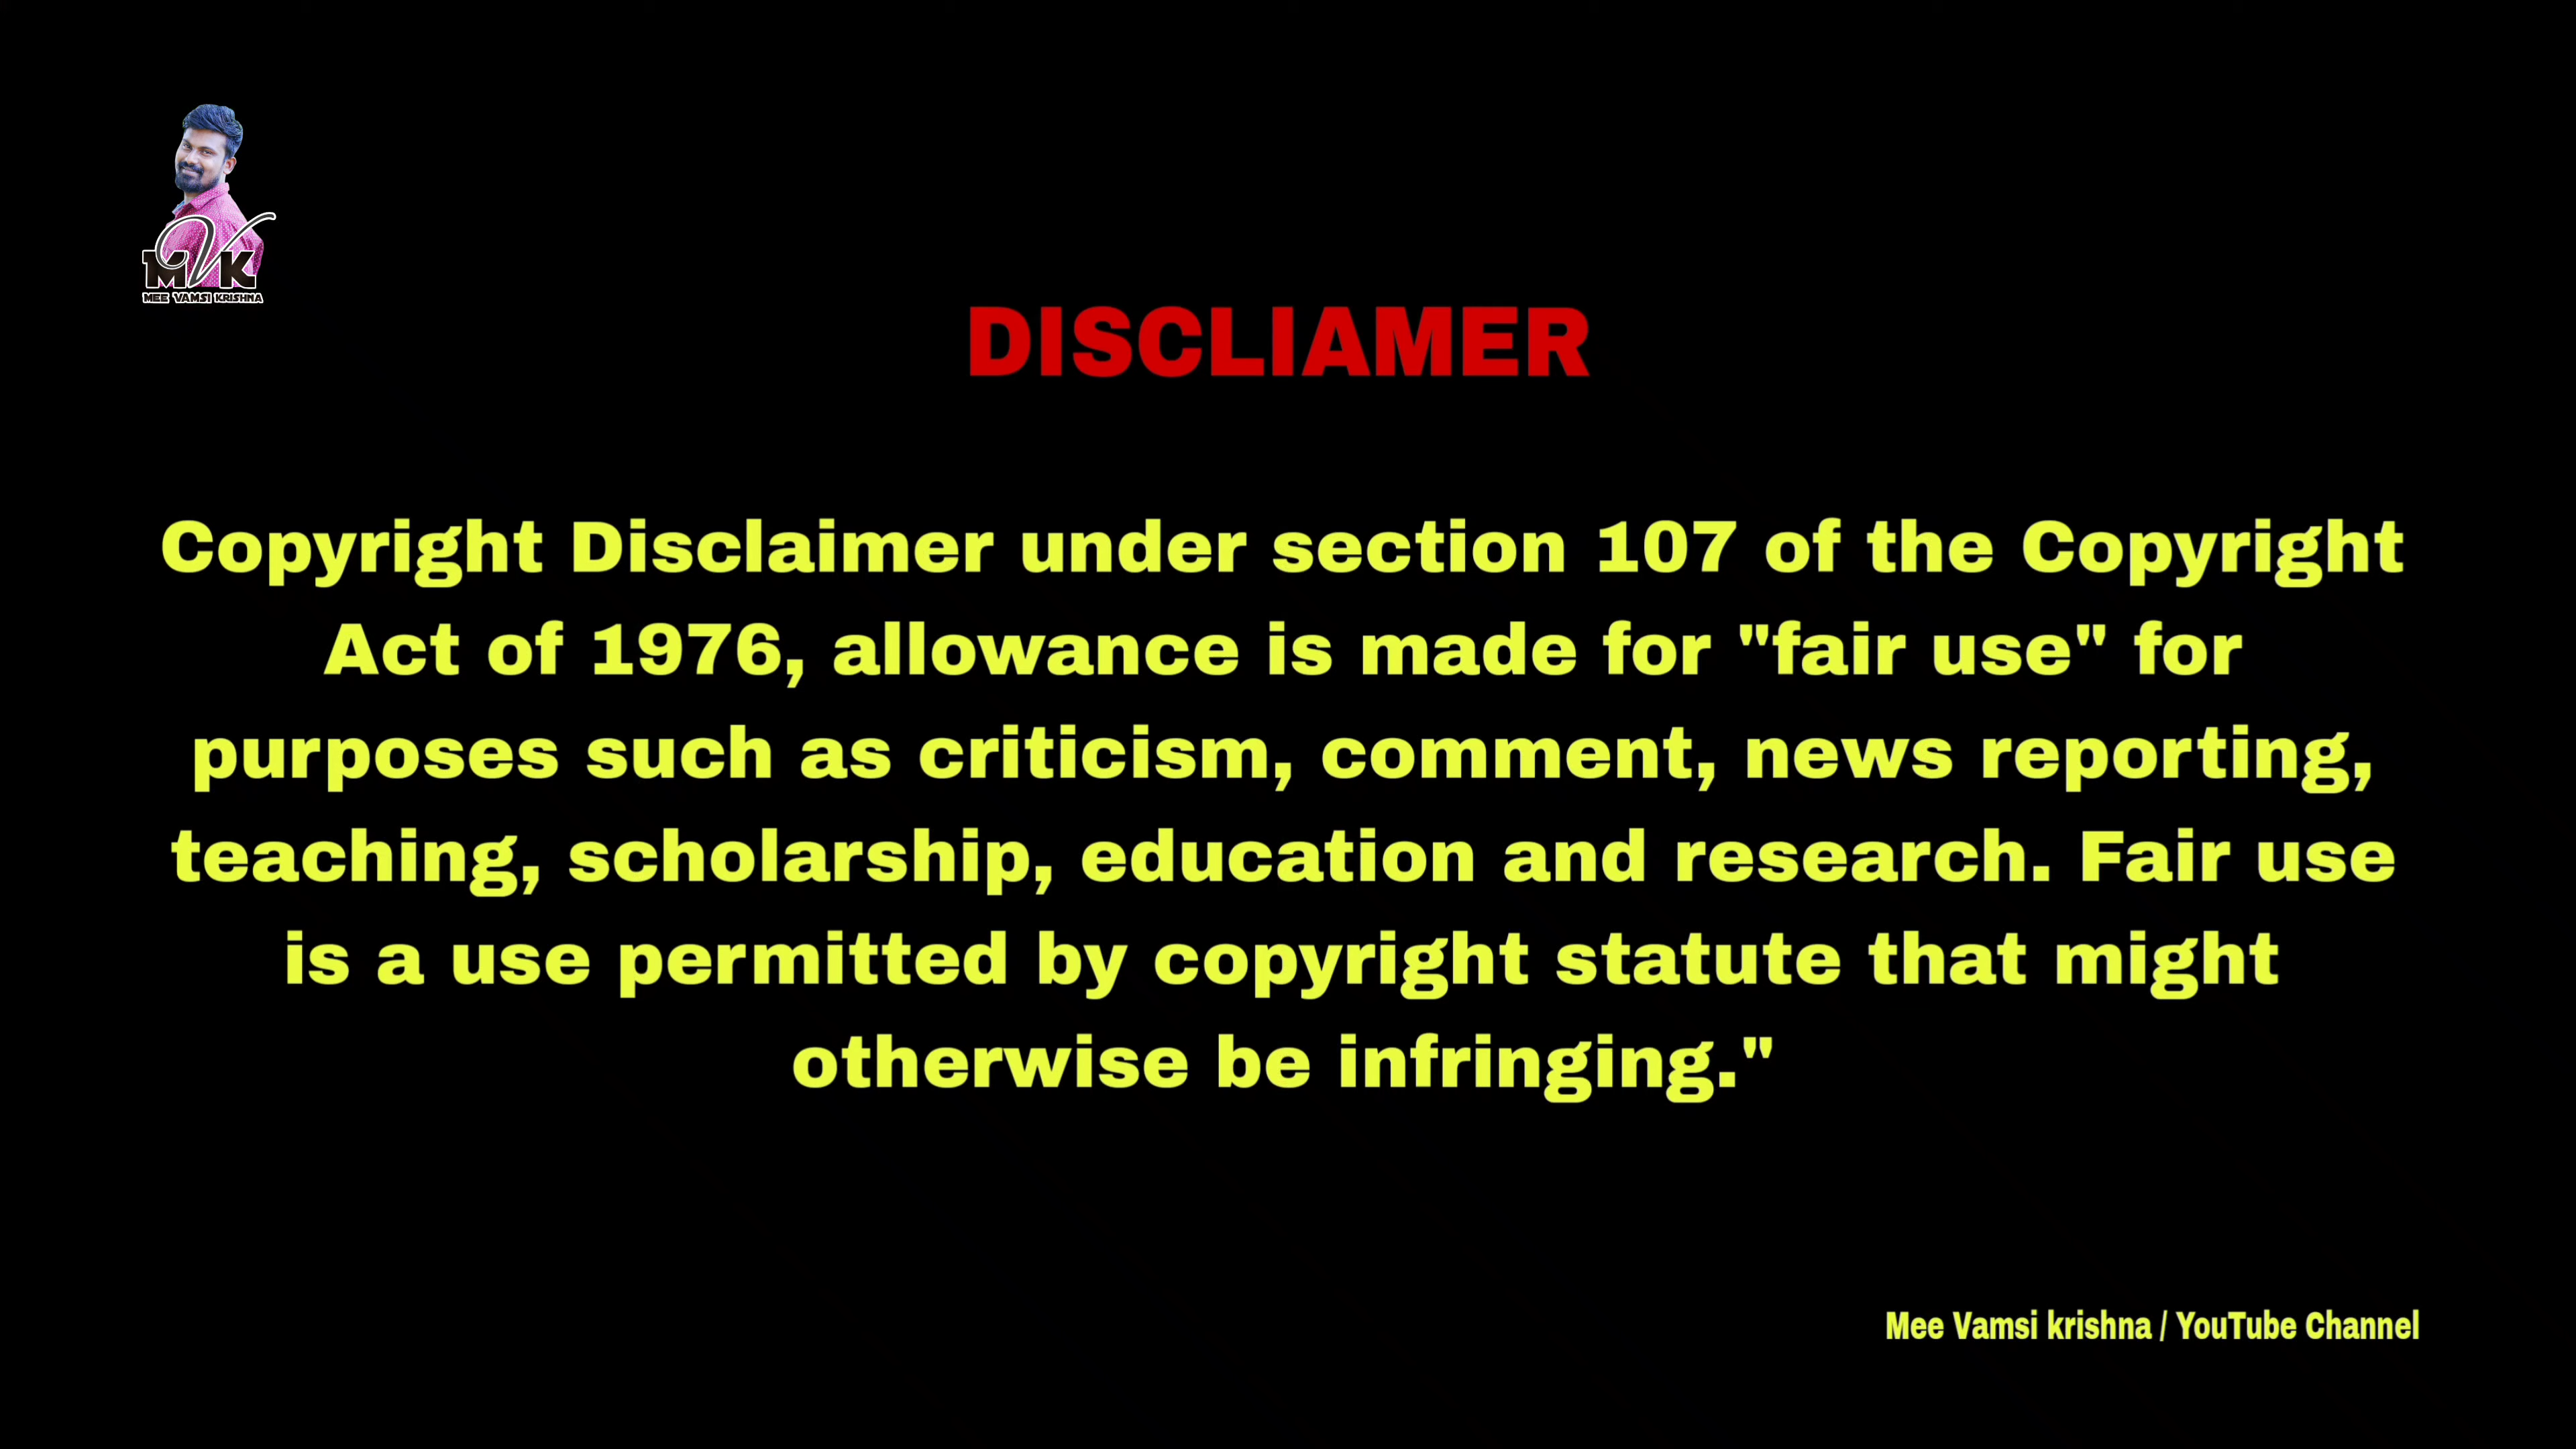 MVK
MEE VAMSI KRISHNA
DISCLIAMER
Copyright Disclaimer under section 107 of the Copyright
Act of 1976, allowance is made for "fair use" for
purposes such as criticism, comment, news reporting,
teaching, scholarship, education and research. Fair use
is a use permitted by copyright statute that might
otherwise be infringing."
Mee Vamsi krishna / YouTube Channel